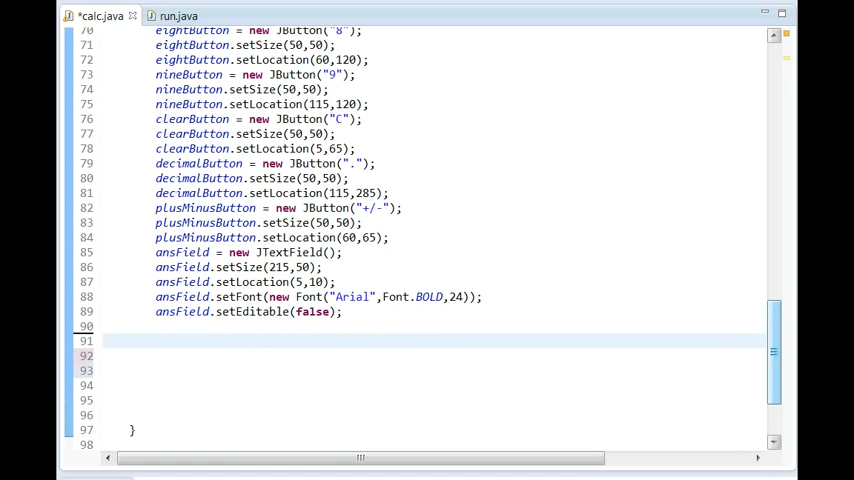 *calc.java run.java
70 eightButton = new JButton("8");
71 eightButton.setSize(50,50);
72 eightButton.setLocation(60,120);
73 nineButton = new JButton("9");
74 nineButton.setSize(50,50);
75 nineButton.setLocation(115,120);
76 clearButton = new JButton("C");
77 clearButton.setSize(50,50);
78 clearButton.setLocation(5,65);
79 decimalButton = new JButton(".");
80 decimalButton.setSize(50,50);
81 decimalButton.setLocation(115,285);
82 plusMinusButton = new JButton("+/-");
83 plusMinusButton.setSize(50,50);
84 plusMinusButton.setLocation(60,65);
85 ansField = new JTextField();
86 ansField.setSize(215,50);
87 ansField.setLocation(5,10);
88 ansField.setFont(new Font("Arial",Font.BOLD,24));
89 ansField.setEditable(false);
90
91
92
93
94
95
96
97 }
98